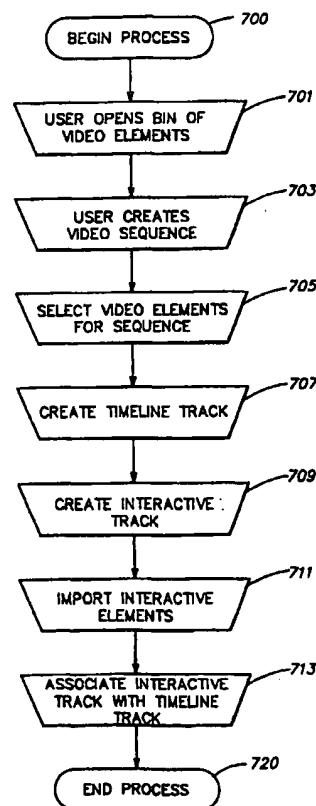 700
BEGIN PROCESS
701
USER OPENS BIN OF
VIDEO ELEMENTS
703
USER CREATES
VIDEO SEQUENCE
705
SELECT VIDEO ELEMENTS
FOR SEQUENCE
707
CREATE TIMELINE TRACK
709
CREATE INTERACTIVE
TRACK
711
IMPORT INTERACTIVE
ELEMENTS
713
ASSOCIATE INTERACTIVE
TRACK WITH TIMELINE
TRACK
720
END PROCESS